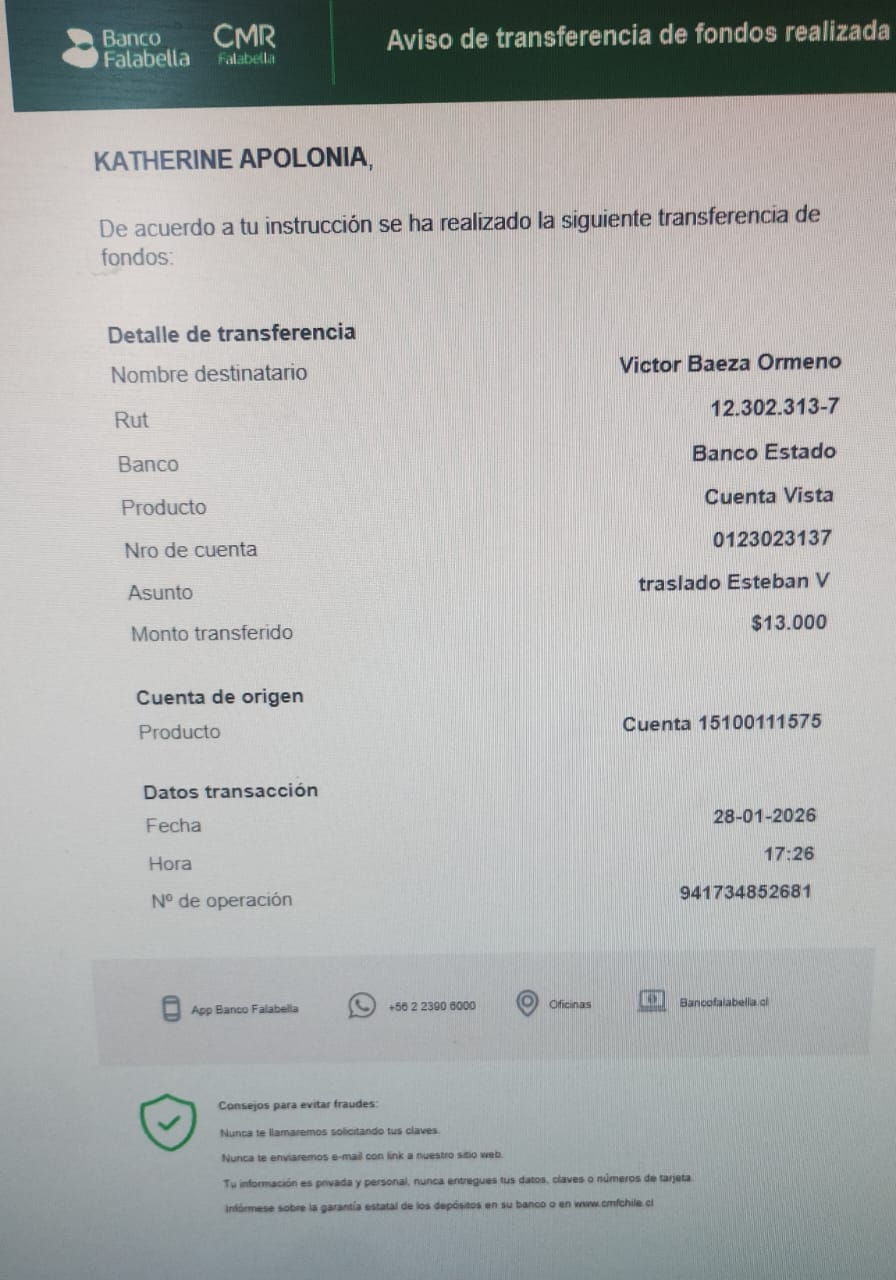 Banco Falabella
CMR Falabella
Aviso de transferencia de fondos realizada
KATHERINE APOLONIA,
De acuerdo a tu instrucción se ha realizado la siguiente transferencia de
fondos:
Detalle de transferencia
Nombre destinatario Victor Baeza Ormeno
Rut 12.302.313-7
Banco Banco Estado
Producto Cuenta Vista
Nro de cuenta 0123023137
Asunto traslado Esteban V
Monto transferido $13.000
Cuenta de origen
Producto Cuenta 15100111575
Datos transacción
Fecha 28-01-2026
Hora 17:26
Nº de operación 941734852681
App Banco Falabella +56 2 2390 6000 Oficinas Bancofalabella.cl
Consejos para evitar fraudes:
Nunca te llamaremos solicitando tus claves.
Nunca te enviaremos e-mail con link a nuestro sitio web.
Tu información es privada y personal, nunca entregues tus datos, claves o números de tarjeta.
Infórmese sobre la garantía estatal de los depósitos en su banco o en www.cmfchile.cl